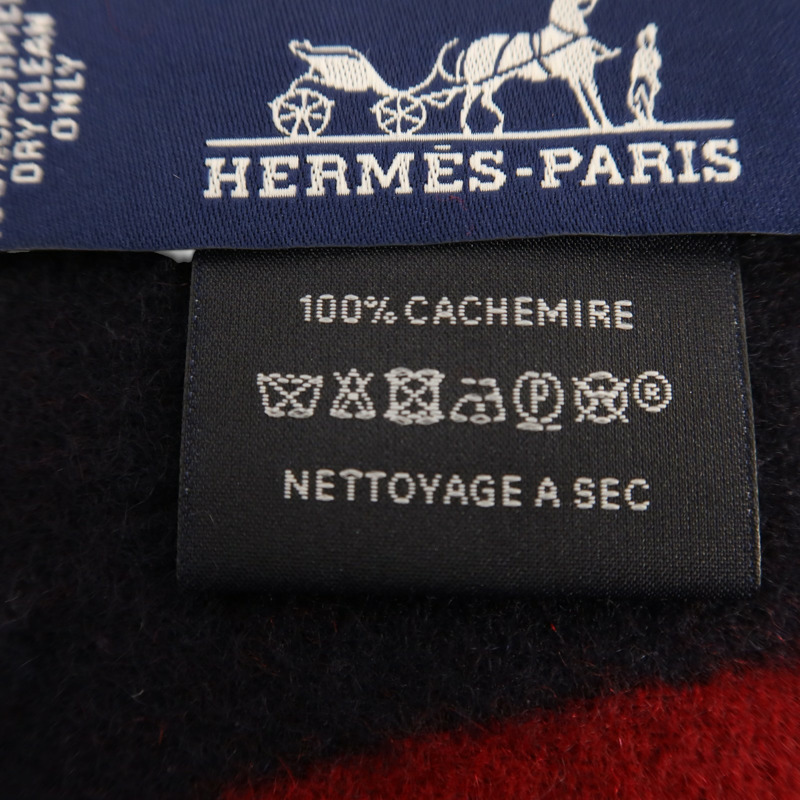 DRY CLEAN
ONLY
HERMÈS-PARIS
100% CACHEMIRE
P ®
NETTOYAGE A SEC